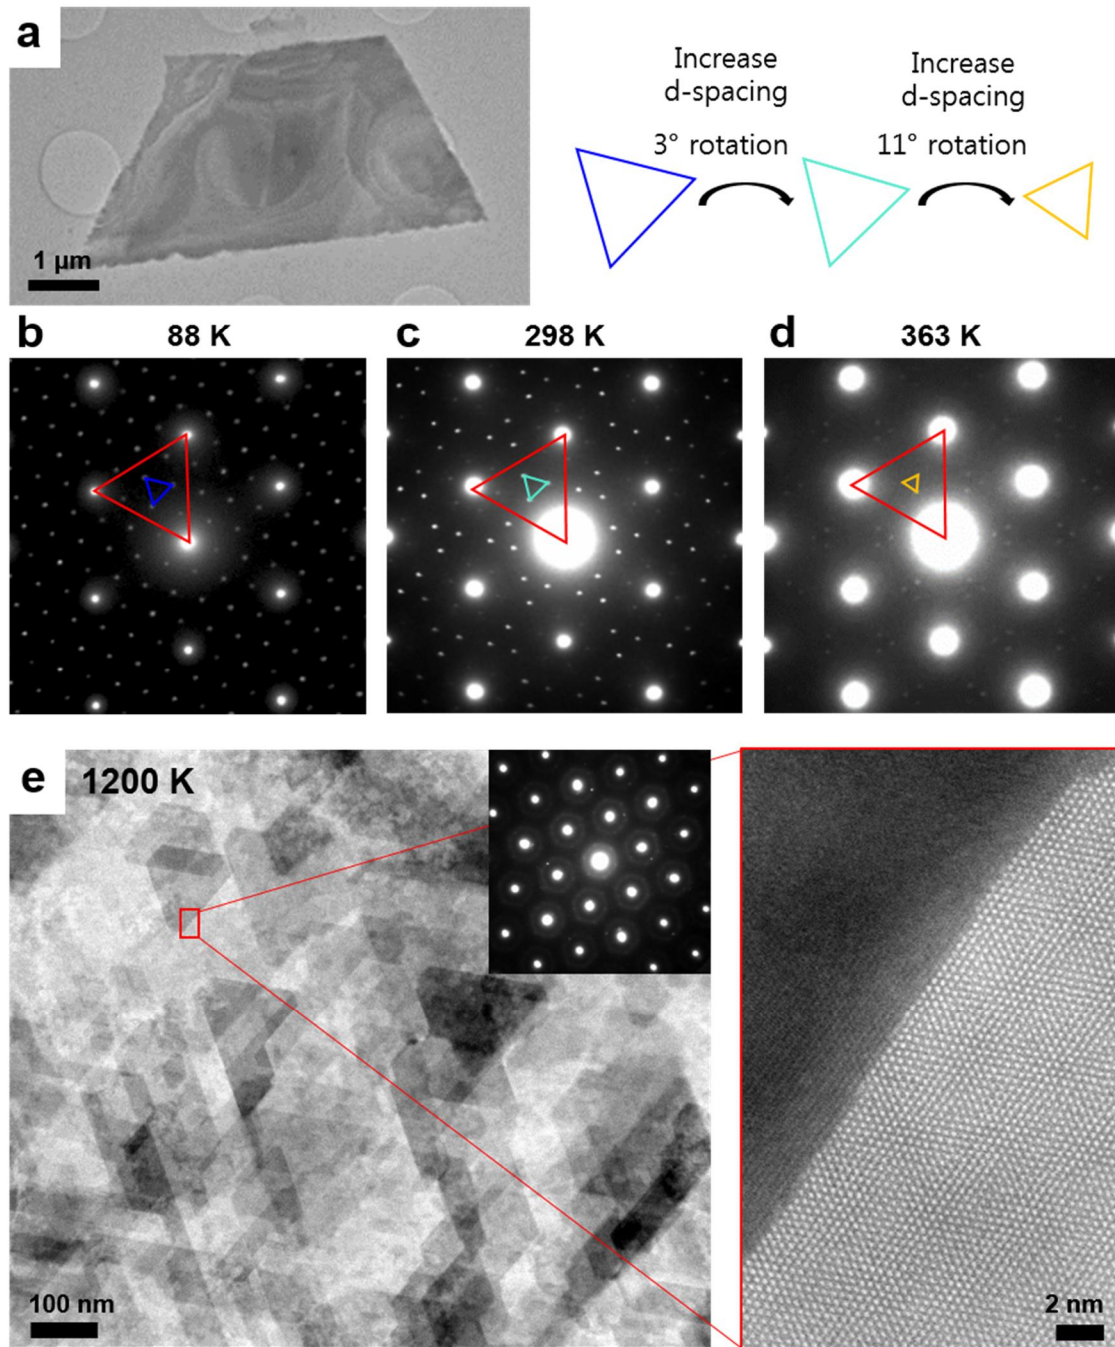 a
1 μm
Increase
d-spacing
3° rotation
Increase
d-spacing
11° rotation
b 88 K
c 298 K
d 363 K
e 1200 K
100 nm
2 nm